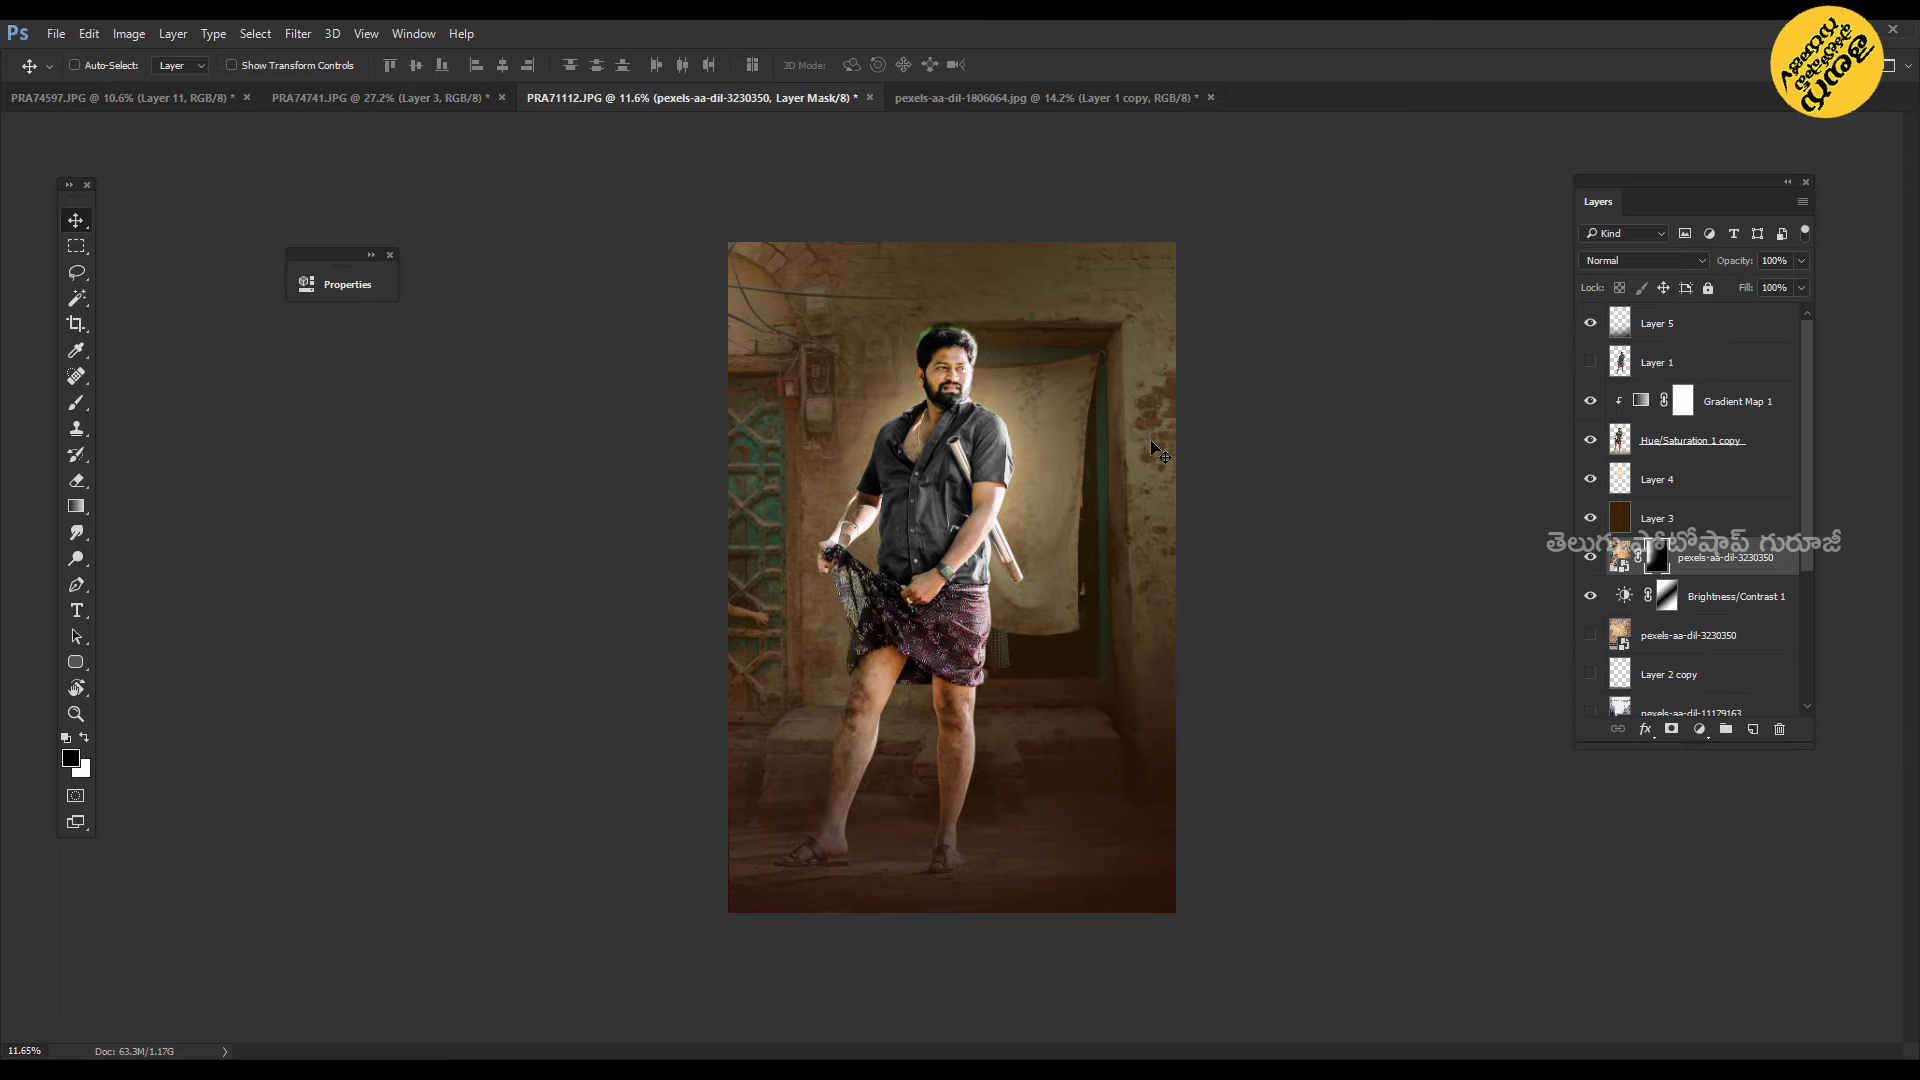 Ps File Edit Image Layer Type Select Filter 3D View Window Help
Auto-Select: Layer Show Transform Controls 3D Mode:
PRA74597.JPG @ 10.6% (Layer 11, RGB/8) * PRA74741.JPG @ 27.2% (Layer 3, RGB/8) * PRA71112.JPG @ 11.6% (pexels-aa-dil-3230350, Layer Mask/8) * pexels-aa-dil-1806064.jpg @ 14.2% (Layer 1 copy, RGB/8) *
Properties
Layers
Kind
Normal Opacity: 100%
Lock: Fill: 100%
Layer 5
Layer 1
Gradient Map 1
Hue/Saturation 1 copy
Layer 4
Layer 3
తెలుగు ఫోటోషాప్ గురూజీ
pexels-aa-dil-3230350
Brightness/Contrast 1
pexels-aa-dil-3230350
Layer 2 copy
pexels-aa-dil-11179163
fx
11.65% Doc: 63.3M/1.17G